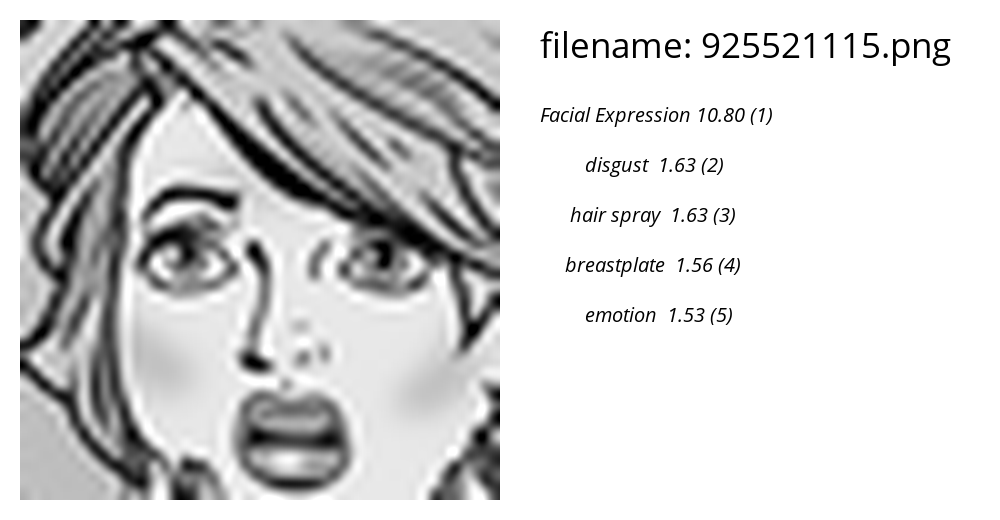 filename: 925521115.png
Facial Expression 10.80 (1)
disgust 1.63 (2)
hair spray 1.63 (3)
breastplate 1.56 (4)
emotion 1.53 (5)